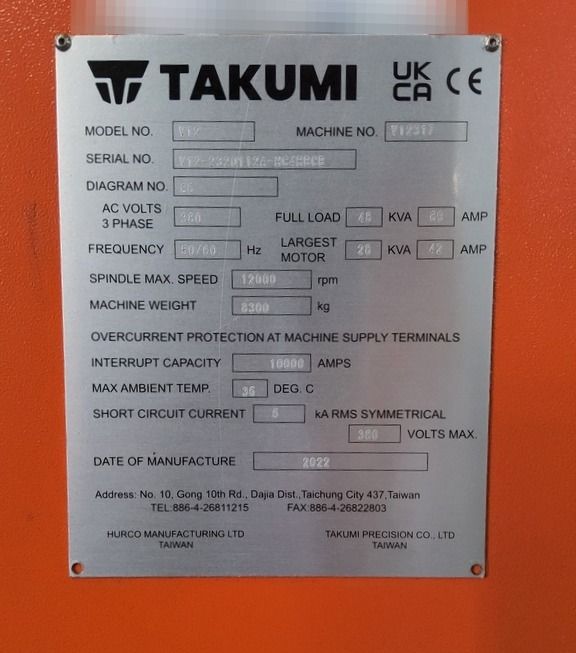 TAKUMI UK CA CE
MODEL NO. V12 MACHINE NO. V12317
SERIAL NO.
DIAGRAM NO.
AC VOLTS 3 PHASE 380 FULL LOAD KVA AMP
FREQUENCY 50/60 Hz LARGEST MOTOR KVA 42 AMP
SPINDLE MAX. SPEED 12000 rpm
MACHINE WEIGHT 8300 kg
OVERCURRENT PROTECTION AT MACHINE SUPPLY TERMINALS
INTERRUPT CAPACITY 10000 AMPS
MAX AMBIENT TEMP. DEG. C
SHORT CIRCUIT CURRENT kA RMS SYMMETRICAL
380 VOLTS MAX.
DATE OF MANUFACTURE 2022
Address: No. 10, Gong 10th Rd., Dajia Dist.,Taichung City 437,Taiwan
TEL:886-4-26811215 FAX:886-4-26822803
HURCO MANUFACTURING LTD TAKUMI PRECISION CO., LTD
TAIWAN TAIWAN